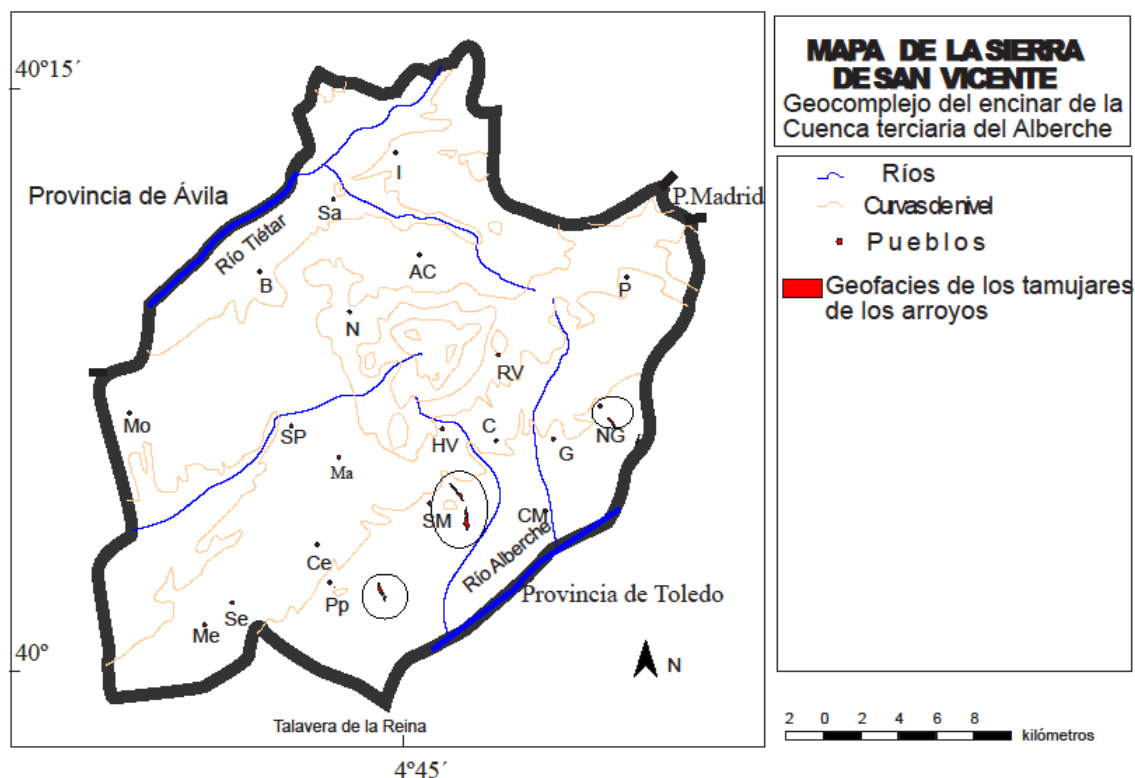 MAPA DE LA SIERRA
DE SAN VICENTE
Geocomplejo del encinar de la
Cuenca terciaria del Alberche
Ríos
Curvas de nivel
Pueblos
Geofacies de los tamujares
de los arroyos
40º15´
Provincia de Ávila
P.Madrid
I
Sa
Río Tiétar
AC
B
P
N
RV
Mo
SP
HV
C
G
NG
Ma
SM
CM
Ce
Río Alberche
Pp
Provincia de Toledo
Se
Me
40º
N
Talavera de la Reina
4º45´
2 0 2 4 6 8
kilómetros